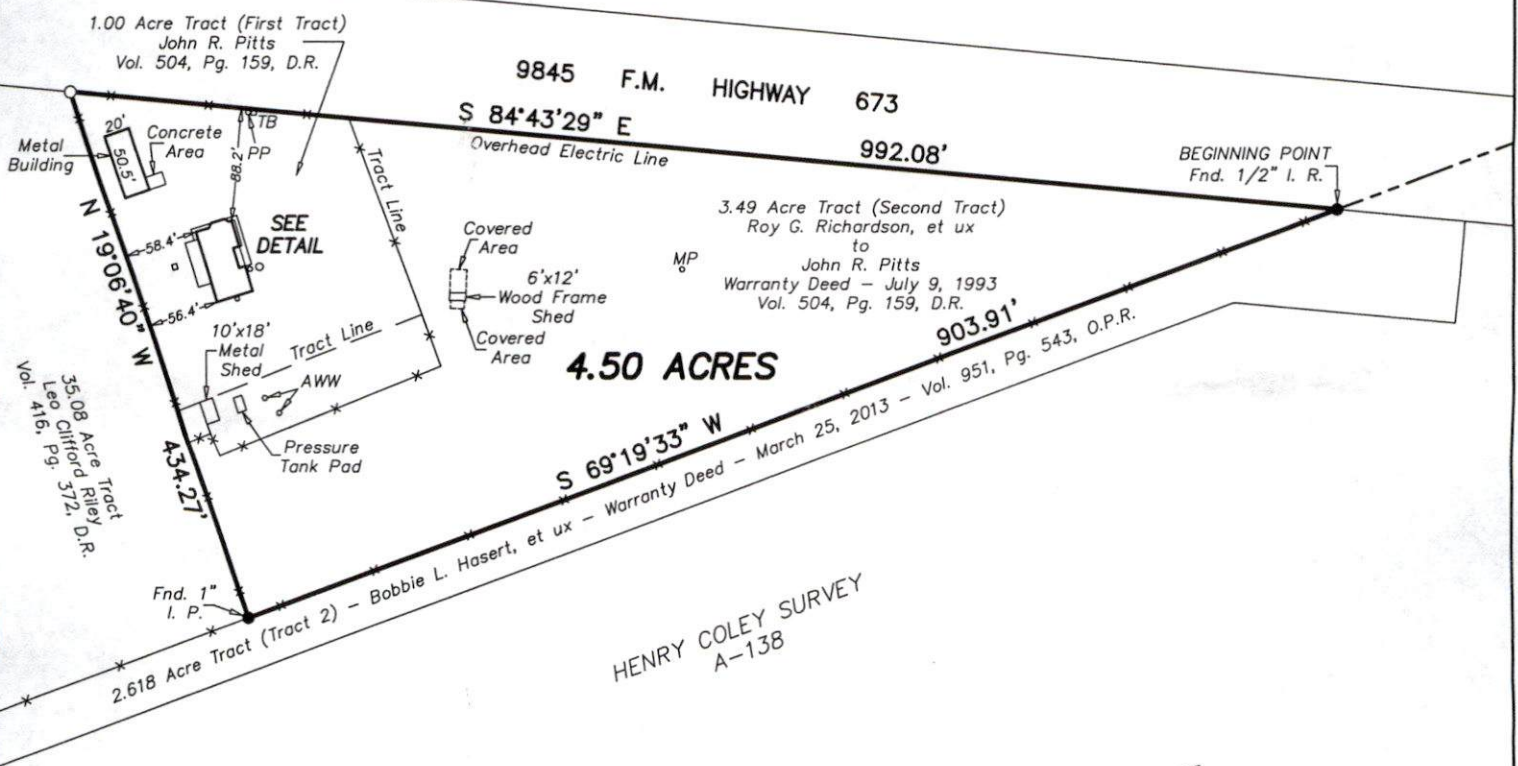 1.00 Acre Tract (First Tract)
John R. Pitts
Vol. 504, Pg. 159, D.R.
9845 F.M. HIGHWAY 673
S 84°43'29" E
992.08'
Overhead Electric Line
BEGINNING POINT
Fnd. 1/2" I. R.
TB
PP
20'
50.5'
Concrete
Area
Metal
Building
88.2'
Tract Line
SEE
DETAIL
58.4'
56.4'
N 19°06'40" W
434.27'
Covered
Area
6'x12'
Wood Frame
Shed
Covered
Area
MP
3.49 Acre Tract (Second Tract)
Roy G. Richardson, et ux
to
John R. Pitts
Warranty Deed – July 9, 1993
Vol. 504, Pg. 159, D.R.
10'x18'
Metal
Shed
Tract Line
AWW
Pressure
Tank Pad
4.50 ACRES
903.91'
S 69°19'33" W
35.08 Acre Tract
Leo Clifford Riley
Vol. 416, Pg. 372, D.R.
Fnd. 1"
I. P.
2.618 Acre Tract (Tract 2) – Bobbie L. Hasert, et ux – Warranty Deed – March 25, 2013 – Vol. 951, Pg. 543, O.P.R.
HENRY COLEY SURVEY
A–138